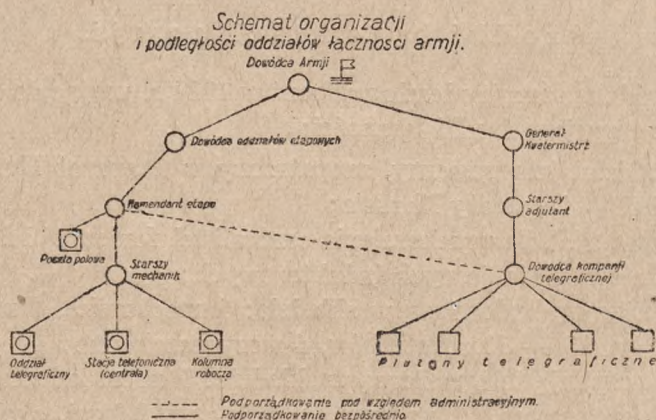 Schemat organizacji
i podległości oddziałów łączności armji.
Dowódca Armji
Dowódca oddziałów etapowych
Generał
Kwatermistrz
Komendant etapu
Starszy
adjutant
Poczta polowa
Starszy
mechanik
Dowódca kompanji
telegraficznej
Oddział
telegraficzny
Stacja telefoniczna
(centrala)
Kolumna
robocza
Plutony telegraficzne
Podporządkowanie pod względem administracyjnym.
Podporządkowanie bezpośrednio.